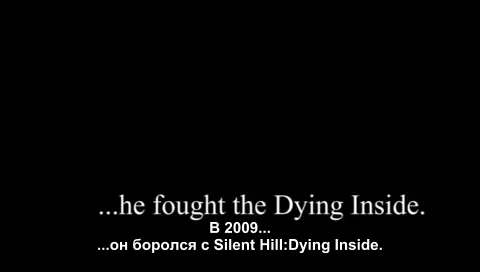 ...he fought the Dying Inside.
В 2009...
...он боролся с Silent Hill:Dying Inside.